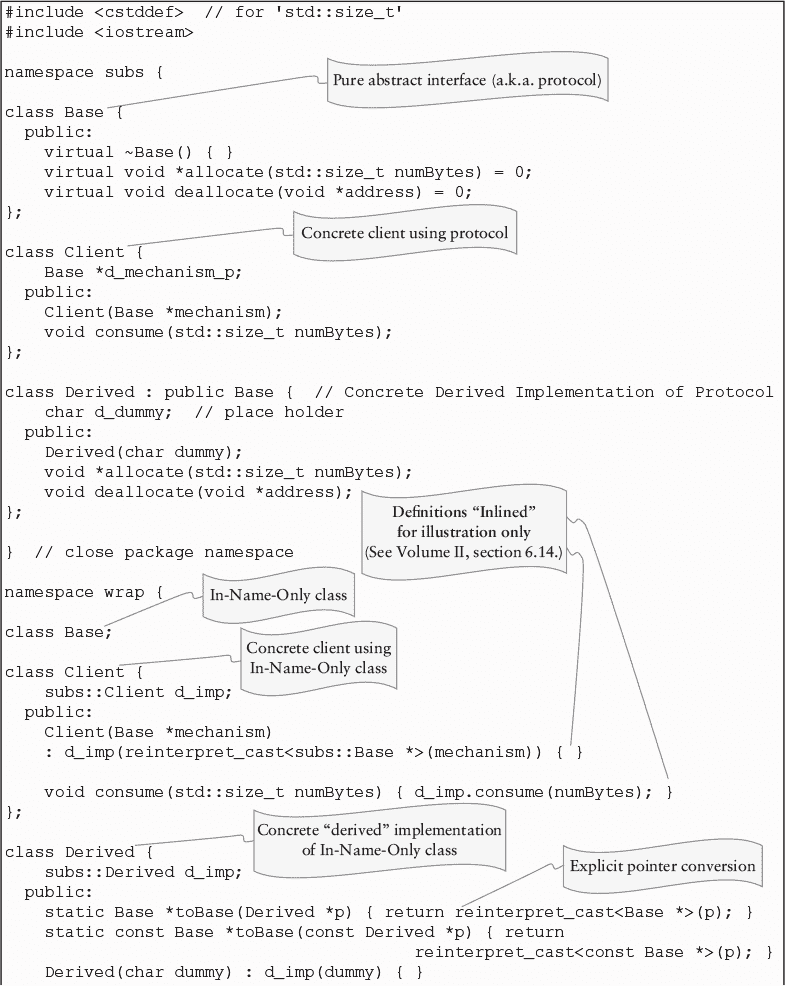 #include <cstddef>  // for 'std::size_t'
#include <iostream>
namespace subs {
Pure abstract interface (a.k.a. protocol)
class Base {
  public:
    virtual ~Base() { }
    virtual void *allocate(std::size_t numBytes) = 0;
    virtual void deallocate(void *address) = 0;
};
Concrete client using protocol
class Client {
    Base *d_mechanism_p;
  public:
    Client(Base *mechanism);
    void consume(std::size_t numBytes);
};
class Derived : public Base {  // Concrete Derived Implementation of Protocol
    char d_dummy;  // place holder
  public:
    Derived(char dummy);
    void *allocate(std::size_t numBytes);
    void deallocate(void *address);
};
Definitions “Inlined”
for illustration only
(See Volume II, section 6.14.)
}  // close package namespace
namespace wrap {
In-Name-Only class
class Base;
Concrete client using
In-Name-Only class
class Client {
    subs::Client d_imp;
  public:
    Client(Base *mechanism)
    : d_imp(reinterpret_cast<subs::Base *>(mechanism)) { }
    void consume(std::size_t numBytes) { d_imp.consume(numBytes); }
};
Concrete “derived” implementation
of In-Name-Only class
class Derived {
    subs::Derived d_imp;
Explicit pointer conversion
  public:
    static Base *toBase(Derived *p) { return reinterpret_cast<Base *>(p); }
    static const Base *toBase(const Derived *p) { return
                                         reinterpret_cast<const Base *>(p); }
    Derived(char dummy) : d_imp(dummy) { }